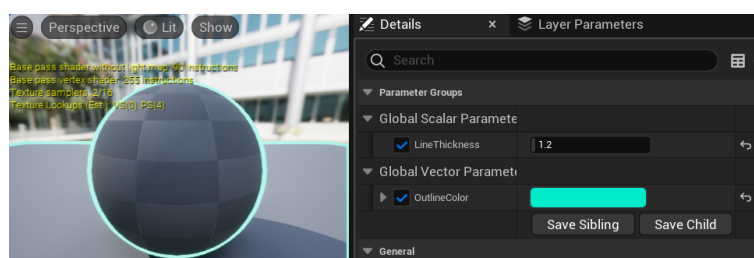 Perspective Lit Show
Base pass shader without light map: 90 instructions
Base pass vertex shader: 255 instructions
Texture samplers: 2/16
Texture Lookups (Est.): VS(0), PS(4)
Details
Layer Parameters
Search
Parameter Groups
Global Scalar Paramete
LineThickness 1.2
Global Vector Paramet
OutlineColor
Save Sibling Save Child
General